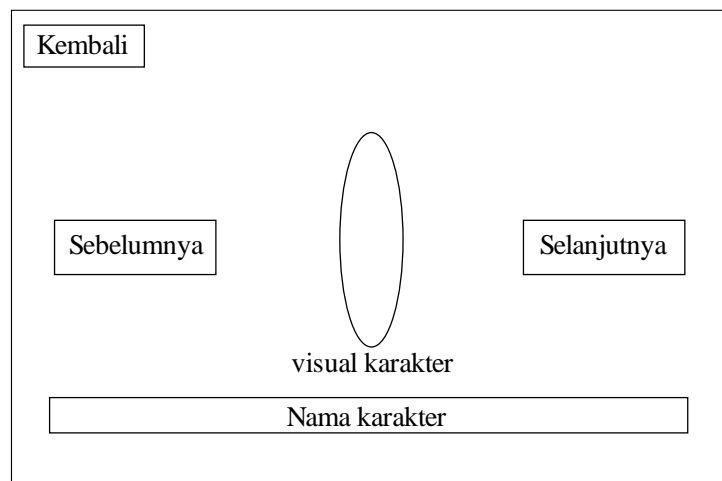 Kembali
Sebelumnya
Selanjutnya
visual karakter
Nama karakter